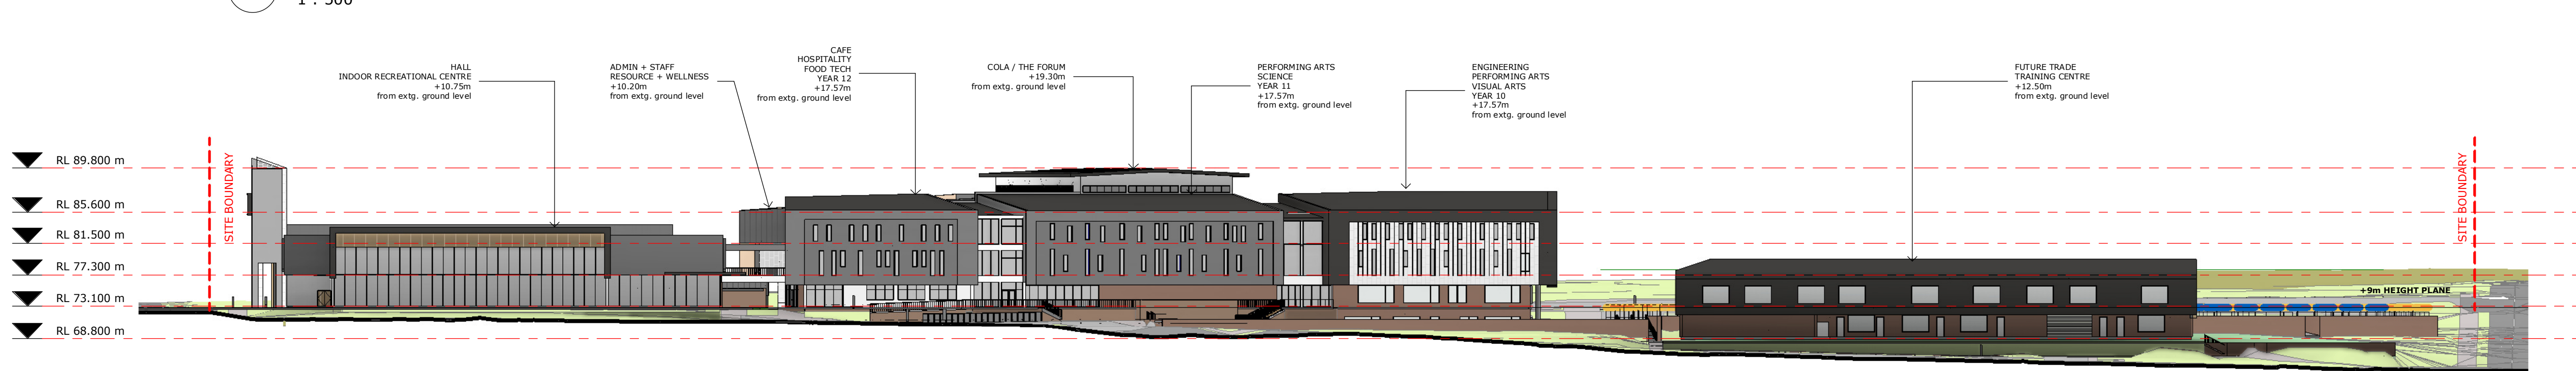 1 : 500
HALL
INDOOR RECREATIONAL CENTRE
+10.75m
from extg. ground level
ADMIN + STAFF
RESOURCE + WELLNESS
+10.20m
from extg. ground level
CAFE
HOSPITALITY
FOOD TECH
YEAR 12
+17.57m
from extg. ground level
COLA / THE FORUM
+19.30m
from extg. ground level
PERFORMING ARTS
SCIENCE
YEAR 11
+17.57m
from extg. ground level
ENGINEERING
PERFORMING ARTS
VISUAL ARTS
YEAR 10
+17.57m
from extg. ground level
FUTURE TRADE
TRAINING CENTRE
+12.50m
from extg. ground level
RL 89.800 m
RL 85.600 m
RL 81.500 m
RL 77.300 m
RL 73.100 m
RL 68.800 m
SITE BOUNDARY
SITE BOUNDARY
+9m HEIGHT PLANE